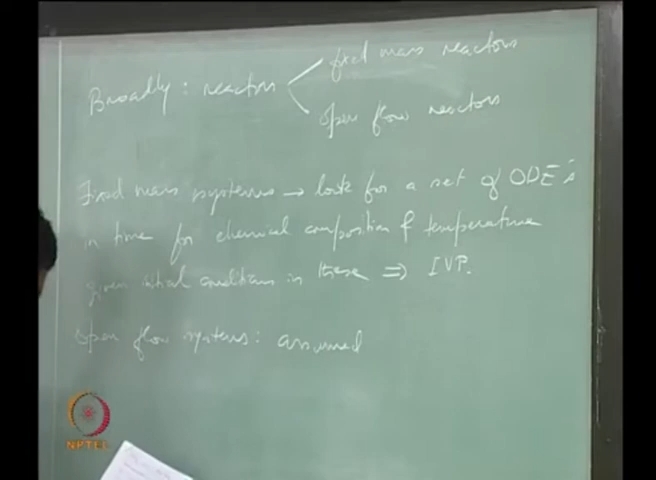 Broadly : reactors
fixed mass reactors
Open flow reactors
Fixed mass systems → look for a set of ODE's
in time for chemical composition & temperature
given initial conditions in these ⇒ IVP.
Open flow systems : assumed
NPTEL